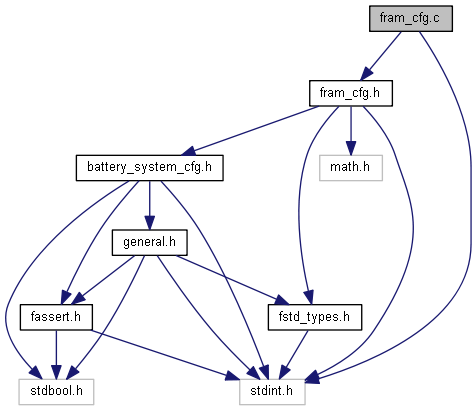 fram_cfg.c
fram_cfg.h
battery_system_cfg.h
math.h
general.h
fassert.h
fstd_types.h
stdbool.h
stdint.h